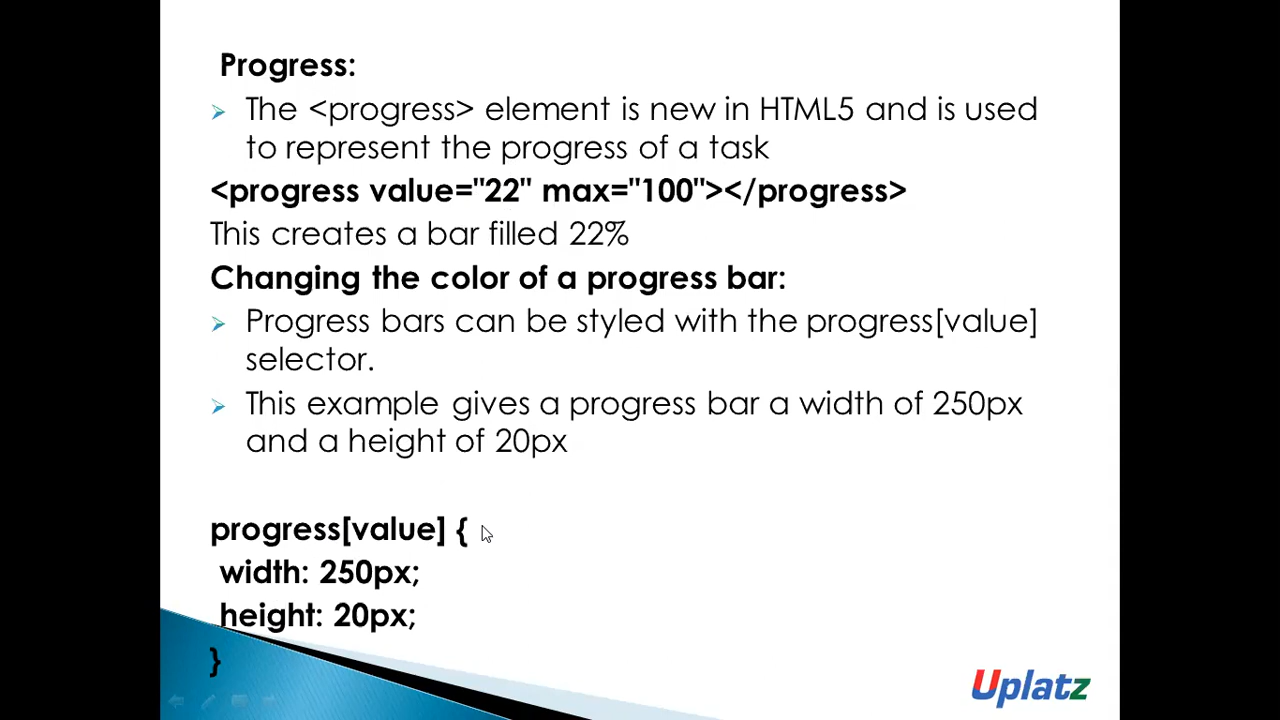 Progress:
The <progress> element is new in HTML5 and is used
to represent the progress of a task
<progress value="22" max="100"></progress>
This creates a bar filled 22%
Changing the color of a progress bar:
Progress bars can be styled with the progress[value]
selector.
This example gives a progress bar a width of 250px
and a height of 20px
progress[value] {
width: 250px;
height: 20px;
}
Uplatz